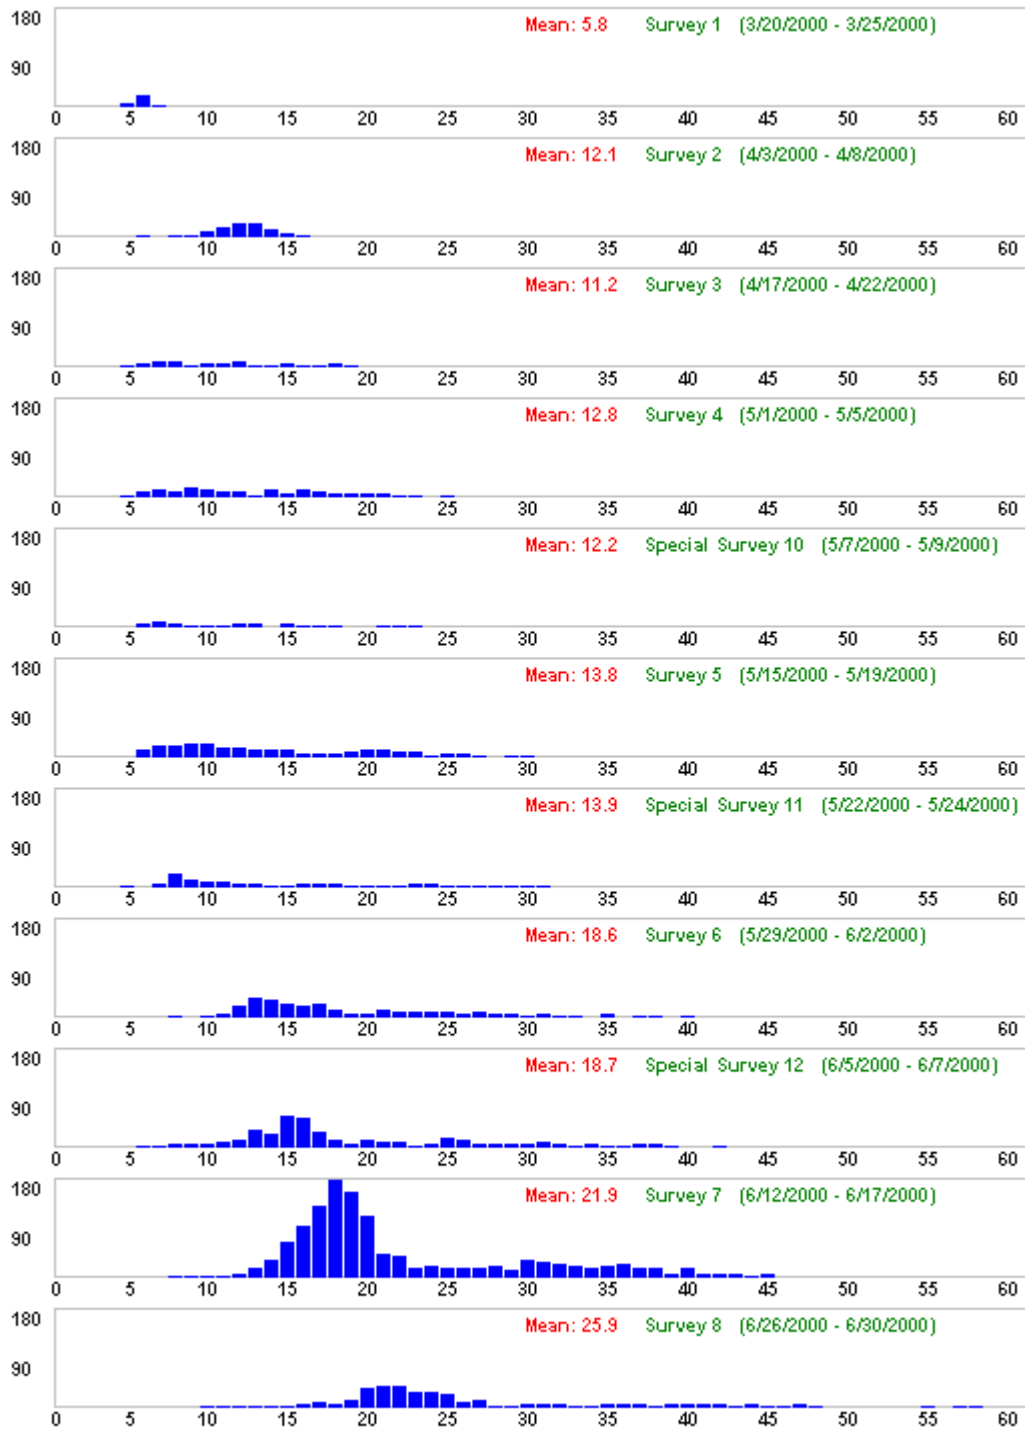 180 Mean: 5.8 Survey 1 (3/20/2000 - 3/25/2000)
90
0 5 10 15 20 25 30 35 40 45 50 55 60
180 Mean: 12.1 Survey 2 (4/3/2000 - 4/8/2000)
90
0 5 10 15 20 25 30 35 40 45 50 55 60
180 Mean: 11.2 Survey 3 (4/17/2000 - 4/22/2000)
90
0 5 10 15 20 25 30 35 40 45 50 55 60
180 Mean: 12.8 Survey 4 (5/1/2000 - 5/5/2000)
90
0 5 10 15 20 25 30 35 40 45 50 55 60
180 Mean: 12.2 Special Survey 10 (5/7/2000 - 5/9/2000)
90
0 5 10 15 20 25 30 35 40 45 50 55 60
180 Mean: 13.8 Survey 5 (5/15/2000 - 5/19/2000)
90
0 5 10 15 20 25 30 35 40 45 50 55 60
180 Mean: 13.9 Special Survey 11 (5/22/2000 - 5/24/2000)
90
0 5 10 15 20 25 30 35 40 45 50 55 60
180 Mean: 18.6 Survey 6 (5/29/2000 - 6/2/2000)
90
0 5 10 15 20 25 30 35 40 45 50 55 60
180 Mean: 18.7 Special Survey 12 (6/5/2000 - 6/7/2000)
90
0 5 10 15 20 25 30 35 40 45 50 55 60
180 Mean: 21.9 Survey 7 (6/12/2000 - 6/17/2000)
90
0 5 10 15 20 25 30 35 40 45 50 55 60
180 Mean: 25.9 Survey 8 (6/26/2000 - 6/30/2000)
90
0 5 10 15 20 25 30 35 40 45 50 55 60